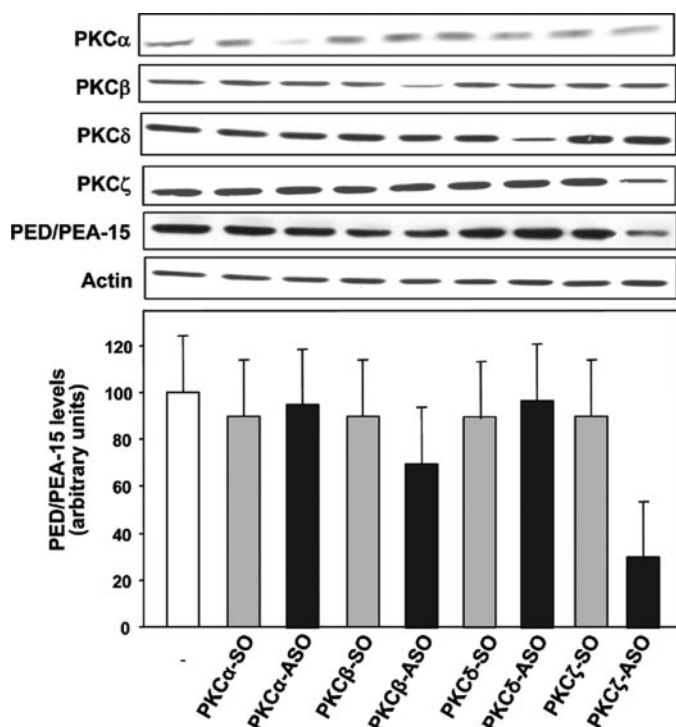 PKCα
PKCβ
PKCδ
PKCζ
PED/PEA-15
Actin
PED/PEA-15 levels
(arbitrary units)
120
100
80
60
40
20
0
-
PKCα-SO
PKCα-ASO
PKCβ-SO
PKCβ-ASO
PKCδ-SO
PKCδ-ASO
PKCζ-SO
PKCζ-ASO